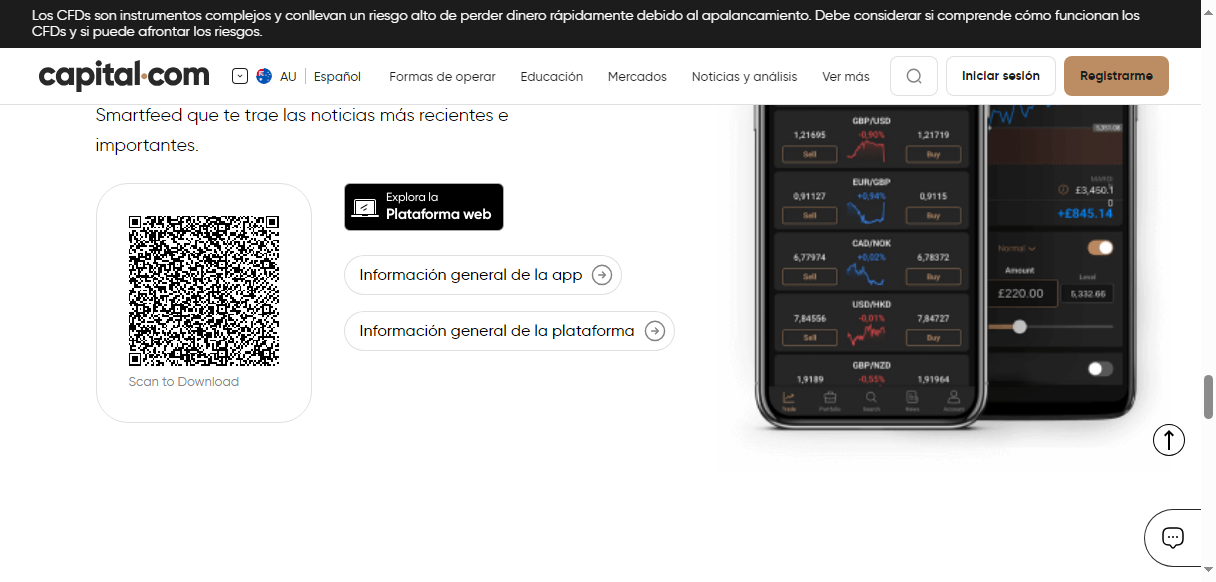 Los CFDs son instrumentos complejos y conllevan un riesgo alto de perder dinero rápidamente debido al apalancamiento. Debe considerar si comprende cómo funcionan los
CFDs y si puede afrontar los riesgos.
capital.com AU Español Formas de operar Educación Mercados Noticias y análisis Ver más Iniciar sesión Registrarme
Smartfeed que te trae las noticias más recientes e
importantes.
Scan to Download
Explora la
Plataforma web
Información general de la app
Información general de la plataforma
GBP/USD
1,21695 -0,90% 1,21719
Sell Buy
EUR/GBP
0,91127 +0,94% 0,9115
Sell Buy
CAD/NOK
6,77974 +0,02% 6,78372
Sell Buy
USD/HKD
7,84556 -0,01% 7,84727
Sell Buy
GBP/NZD
1,9189 -0,55% 1,91964
Trade Portfolio Search News Account
£3,450.1
0
+£845.14
Normal
Amount Level
£220.00 5,332.66